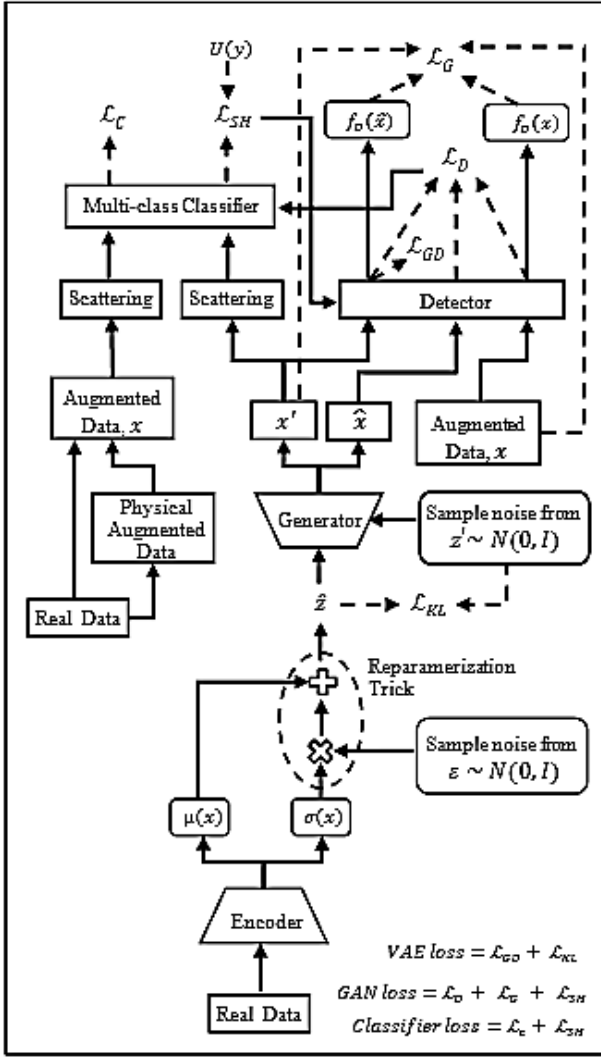 U(y)
ℒ_G
ℒ_C
ℒ_SH
f_D(x̂)
f_D(x)
ℒ_D
Multi-class Classifier
ℒ_GD
Scattering
Scattering
Detector
Augmented
Data, x
x'
x̂
Augmented
Data, x
Physical
Augmented
Data
Generator
Sample noise from
z' ~ N(0, I)
Real Data
ẑ
ℒ_KL
Reparamerization
Trick
Sample noise from
ε ~ N(0, I)
μ(x)
σ(x)
Encoder
Real Data
VAE loss = ℒ_GD + ℒ_KL
GAN loss = ℒ_D + ℒ_G + ℒ_SH
Classifier loss = ℒ_c + ℒ_SH